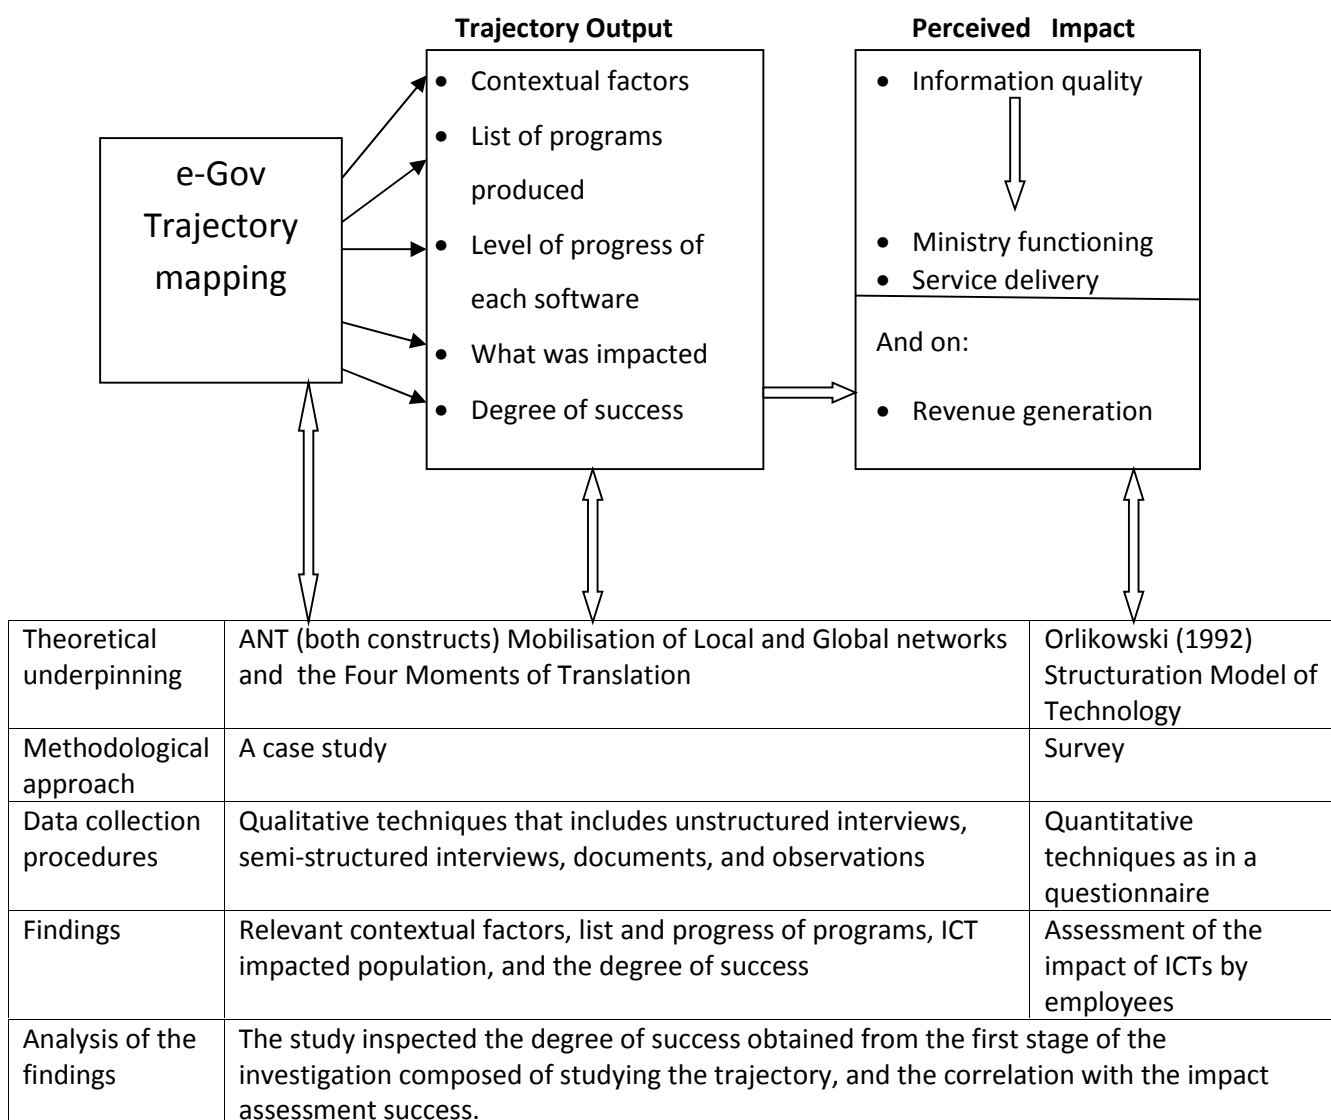 Trajectory Output
Perceived Impact
e-Gov
Trajectory
mapping
• Contextual factors
• List of programs
produced
• Level of progress of
each software
• What was impacted
• Degree of success
• Information quality
• Ministry functioning
• Service delivery
And on:
• Revenue generation
Theoretical
underpinning
ANT (both constructs) Mobilisation of Local and Global networks
and the Four Moments of Translation
Orlikowski (1992)
Structuration Model of
Technology
Methodological
approach
A case study
Survey
Data collection
procedures
Qualitative techniques that includes unstructured interviews,
semi-structured interviews, documents, and observations
Quantitative
techniques as in a
questionnaire
Findings
Relevant contextual factors, list and progress of programs, ICT
impacted population, and the degree of success
Assessment of the
impact of ICTs by
employees
Analysis of the
findings
The study inspected the degree of success obtained from the first stage of the
investigation composed of studying the trajectory, and the correlation with the impact
assessment success.